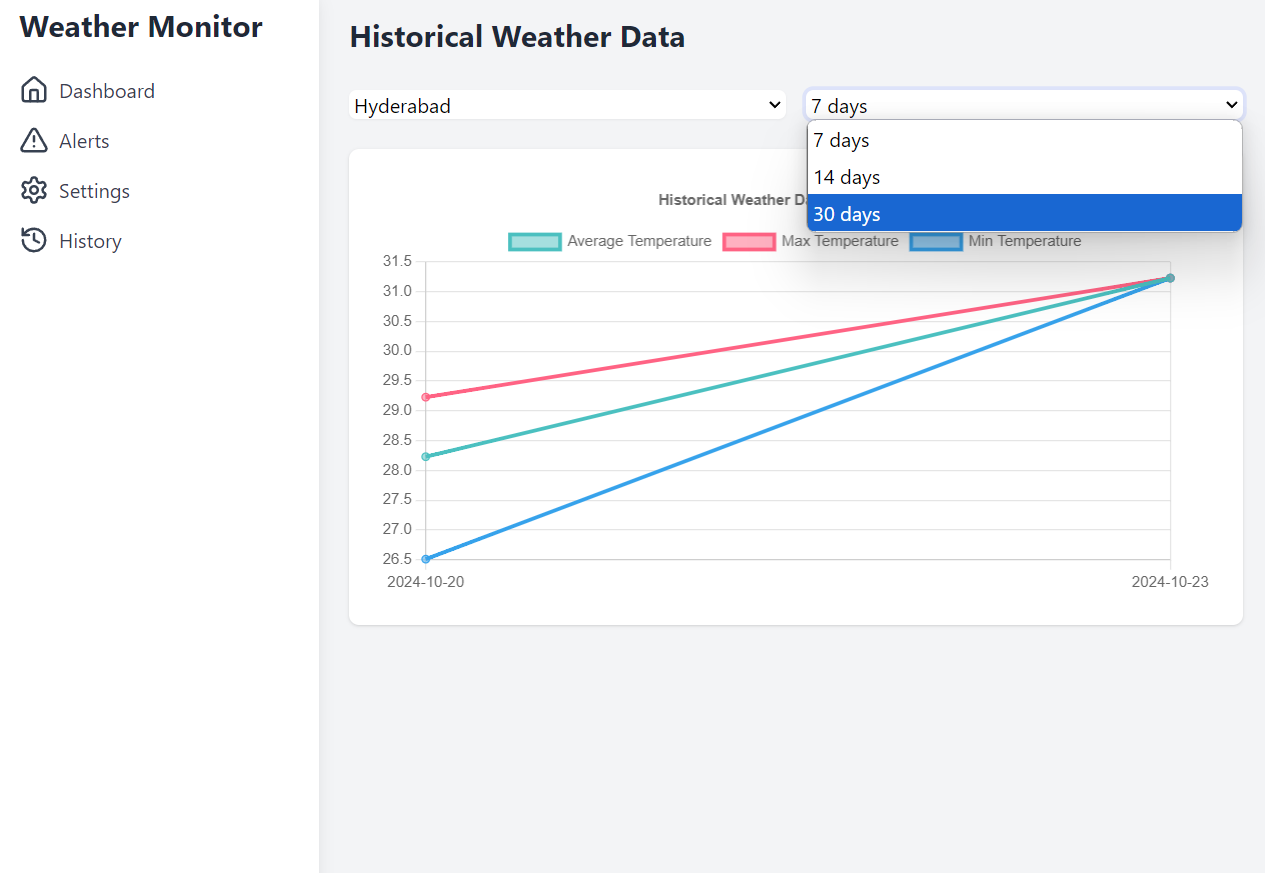 Weather Monitor
Dashboard
Alerts
Settings
History
Historical Weather Data
Hyderabad
7 days
7 days
14 days
30 days
Historical Weather
Average Temperature
Max Temperature
Min Temperature
31.5
31.0
30.5
30.0
29.5
29.0
28.5
28.0
27.5
27.0
26.5
2024-10-20
2024-10-23